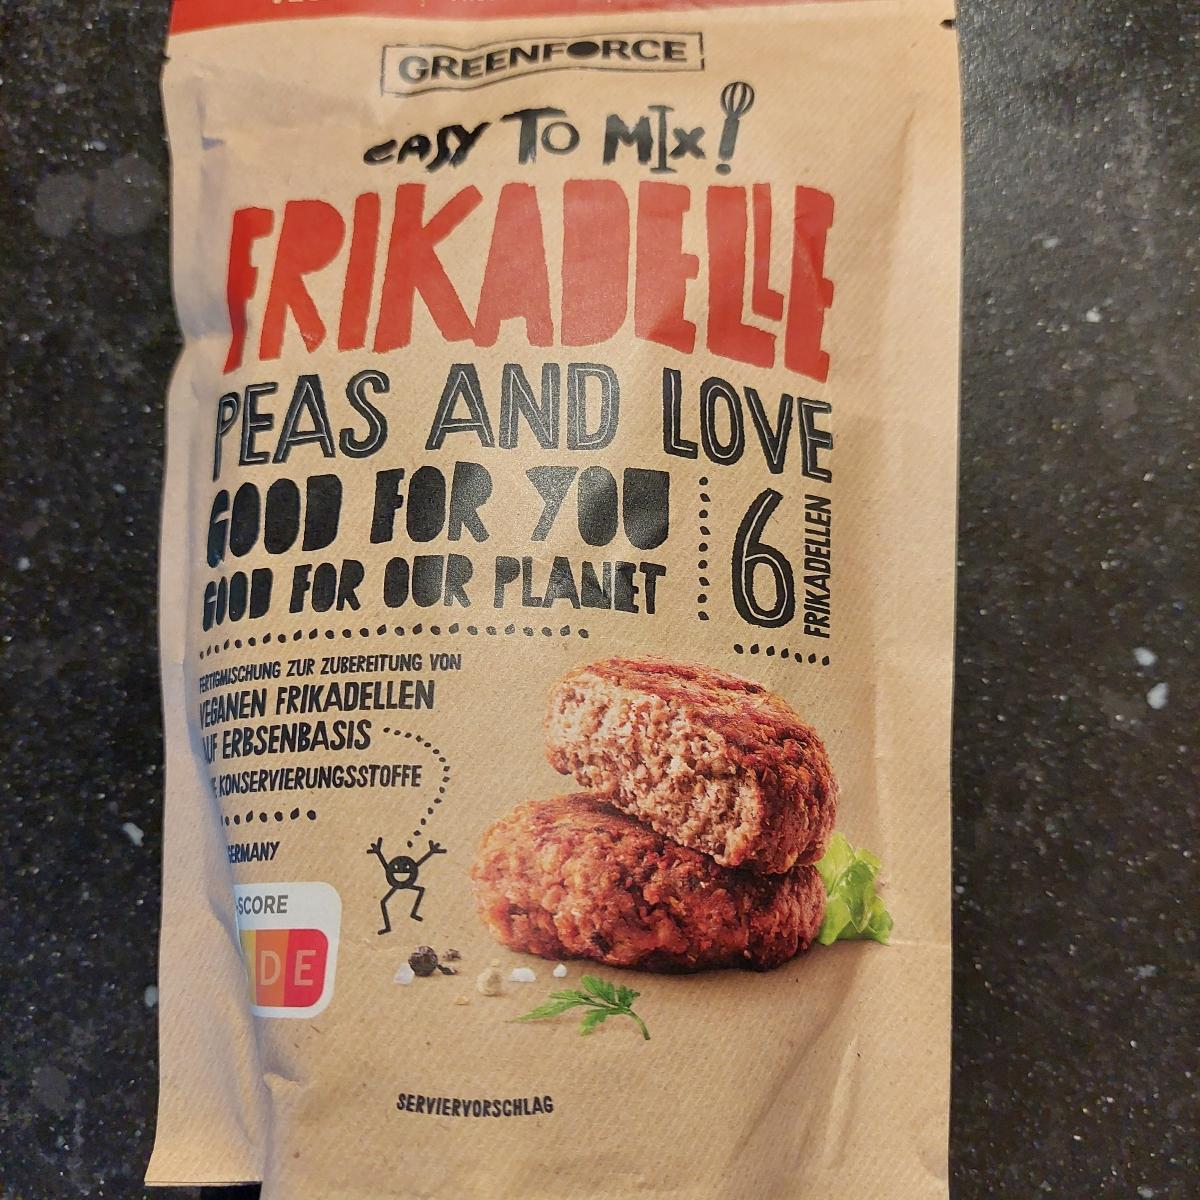 GREENFORCE
EASY TO MIX!
FRIKADELLE
PEAS AND LOVE
GOOD FOR YOU
GOOD FOR OUR PLANET
6 FRIKADELLEN
FERTIGMISCHUNG ZUR ZUBEREITUNG VON
VEGANEN FRIKADELLEN
AUF ERBSENBASIS
KONSERVIERUNGSSTOFFE
GERMANY
-SCORE
D E
SERVIERVORSCHLAG